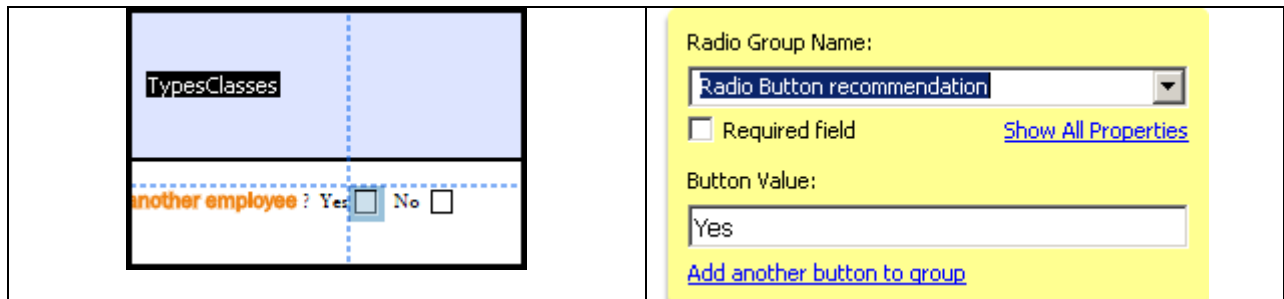 TypesClasses
another employee ? Yes No
Radio Group Name:
Radio Button recommendation
Required field Show All Properties
Button Value:
Yes
Add another button to group